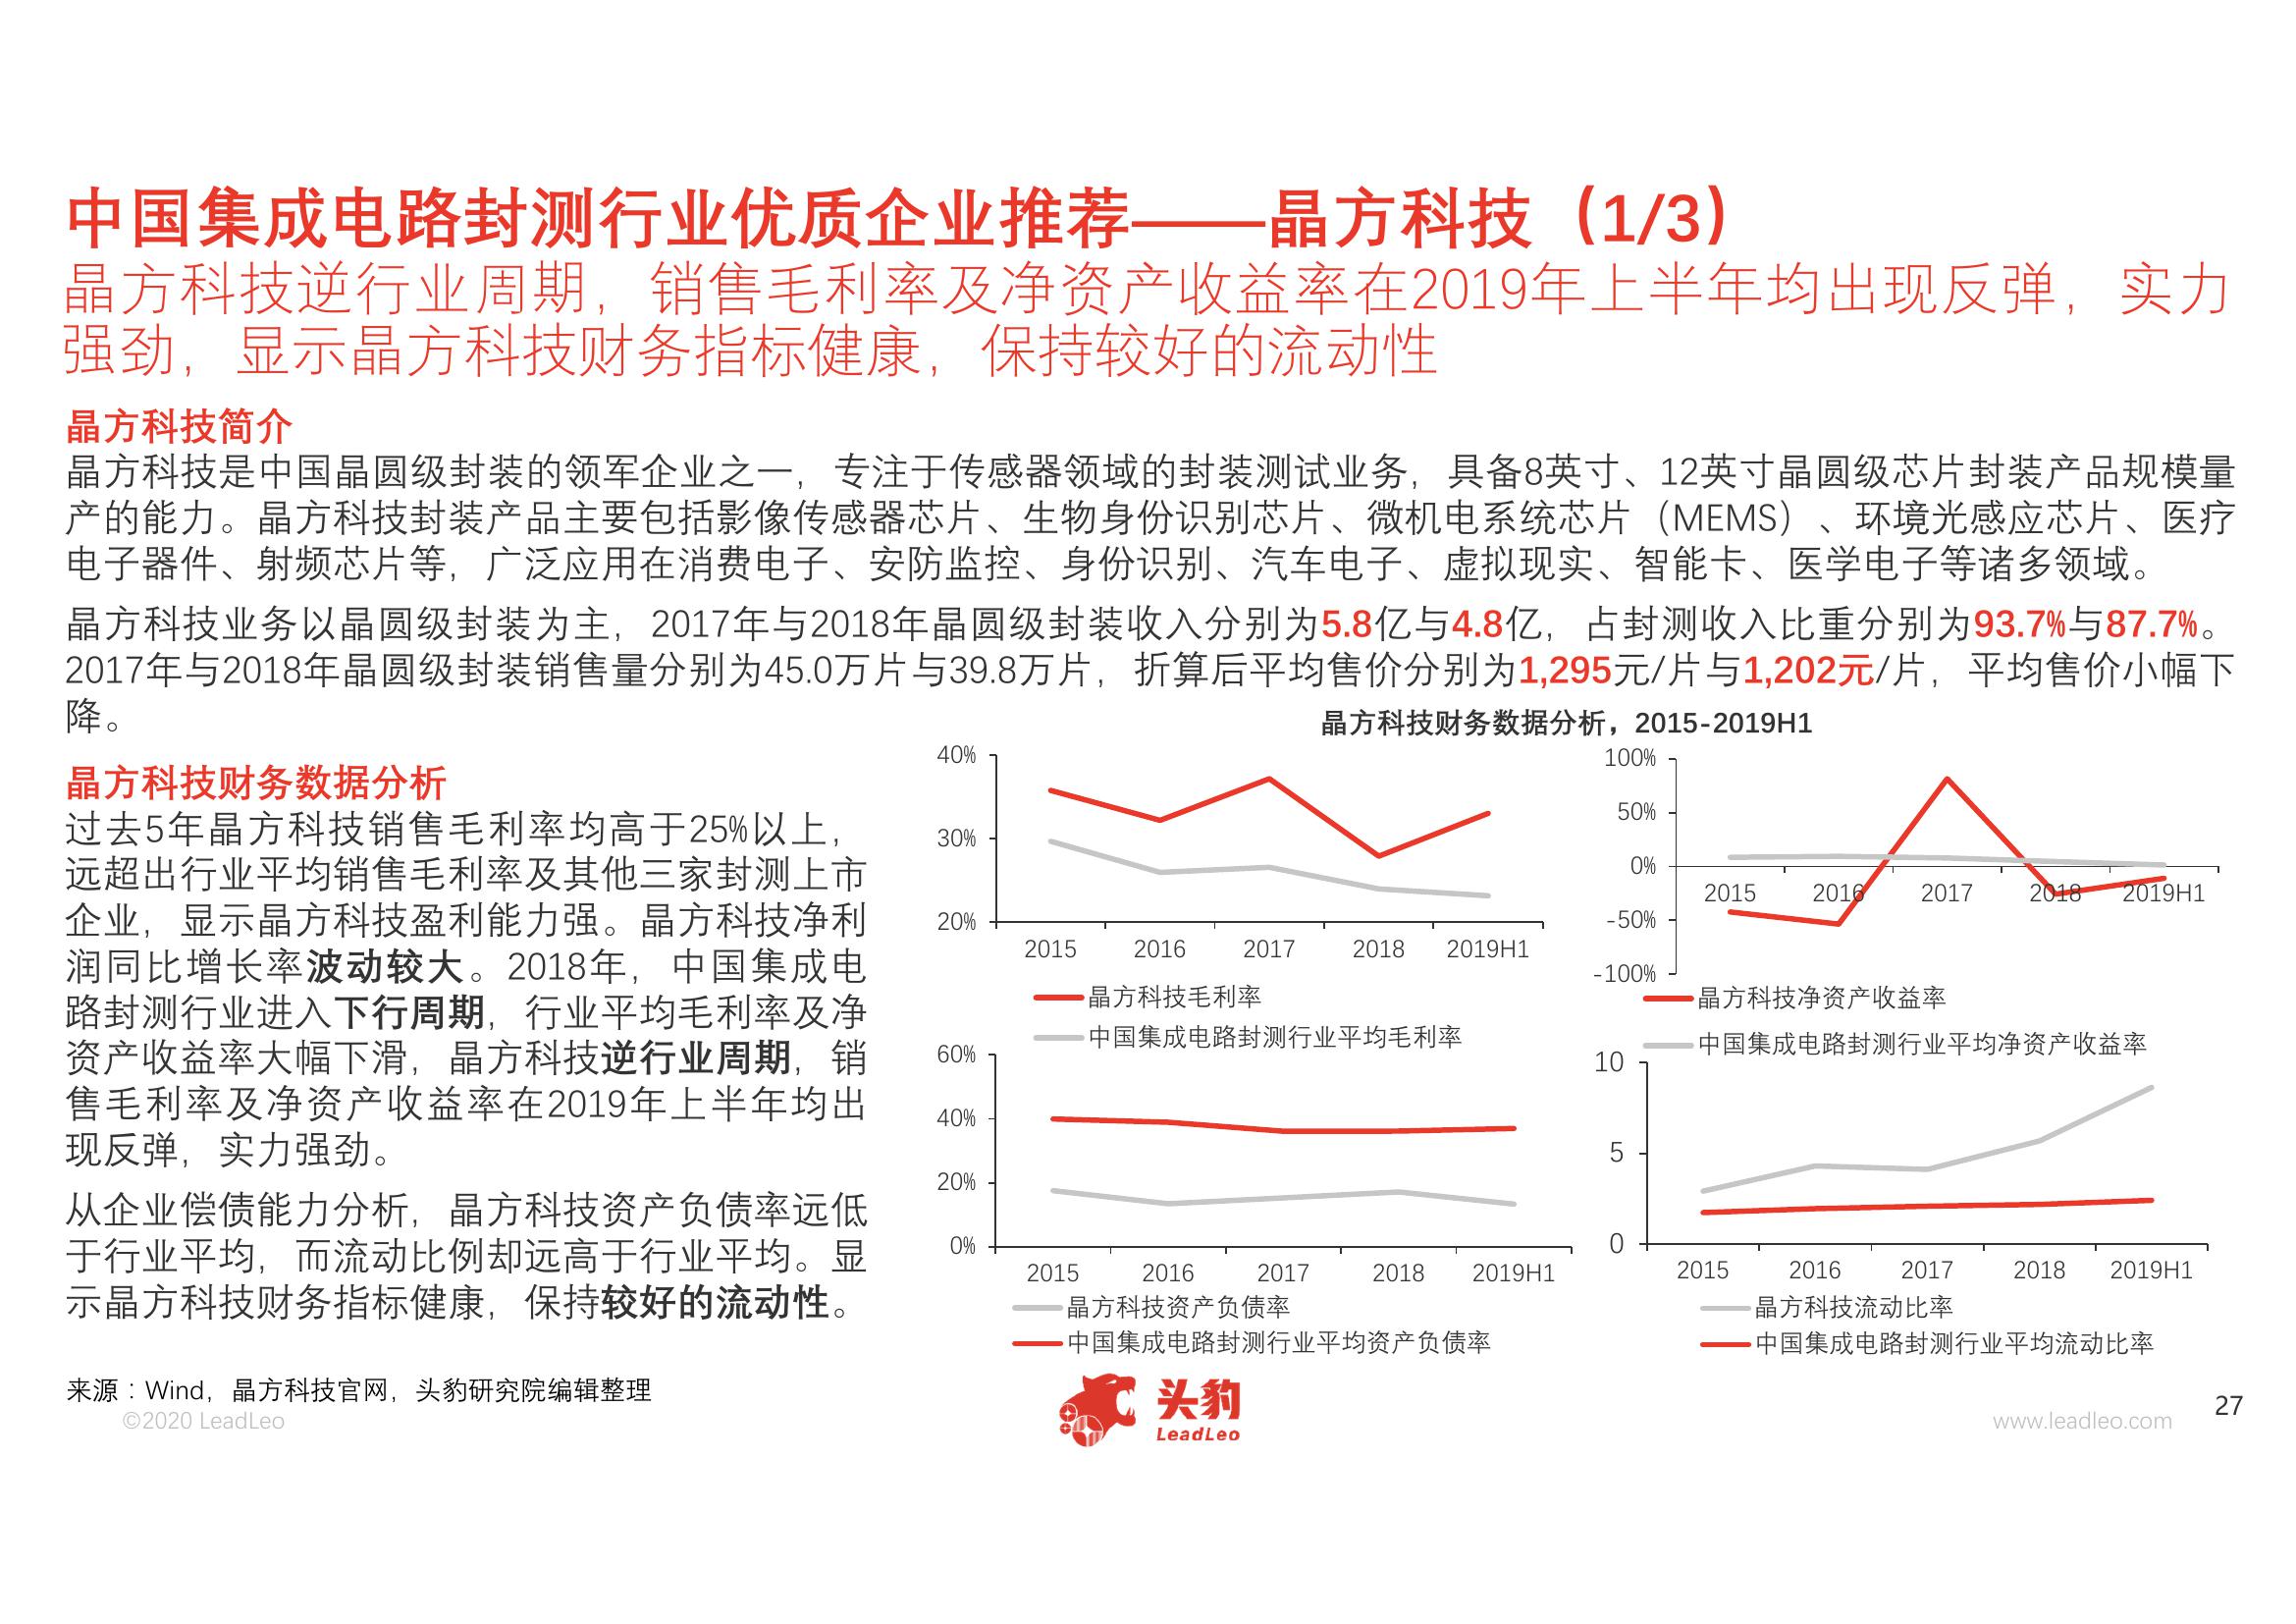 中国集成电路封测行业优质企业推荐——晶方科技（1/3）
晶方科技逆行业周期，销售毛利率及净资产收益率在2019年上半年均出现反弹，实力
强劲，显示晶方科技财务指标健康，保持较好的流动性
晶方科技简介
晶方科技是中国晶圆级封装的领军企业之一，专注于传感器领域的封装测试业务，具备8英寸、12英寸晶圆级芯片封装产品规模量
产的能力。晶方科技封装产品主要包括影像传感器芯片、生物身份识别芯片、微机电系统芯片（MEMS）、环境光感应芯片、医疗
电子器件、射频芯片等，广泛应用在消费电子、安防监控、身份识别、汽车电子、虚拟现实、智能卡、医学电子等诸多领域。
晶方科技业务以晶圆级封装为主，2017年与2018年晶圆级封装收入分别为5.8亿与4.8亿，占封测收入比重分别为93.7%与87.7%。
2017年与2018年晶圆级封装销售量分别为45.0万片与39.8万片，折算后平均售价分别为1,295元/片与1,202元/片，平均售价小幅下
降。
晶方科技财务数据分析
过去5年晶方科技销售毛利率均高于25%以上，
远超出行业平均销售毛利率及其他三家封测上市
企业，显示晶方科技盈利能力强。晶方科技净利
润同比增长率波动较大。2018年，中国集成电
路封测行业进入下行周期，行业平均毛利率及净
资产收益率大幅下滑，晶方科技逆行业周期，销
售毛利率及净资产收益率在2019年上半年均出
现反弹，实力强劲。
从企业偿债能力分析，晶方科技资产负债率远低
于行业平均，而流动比例却远高于行业平均。显
示晶方科技财务指标健康，保持较好的流动性。
晶方科技财务数据分析，2015-2019H1
40%
30%
20%
2015 2016 2017 2018 2019H1
晶方科技毛利率
中国集成电路封测行业平均毛利率
100%
50%
0%
-50%
-100%
2015 2016 2017 2018 2019H1
晶方科技净资产收益率
中国集成电路封测行业平均净资产收益率
60%
40%
20%
0%
2015 2016 2017 2018 2019H1
晶方科技资产负债率
中国集成电路封测行业平均资产负债率
10
5
0
2015 2016 2017 2018 2019H1
晶方科技流动比率
中国集成电路封测行业平均流动比率
来源：Wind，晶方科技官网，头豹研究院编辑整理
©2020 LeadLeo
头豹
LeadLeo
www.leadleo.com
27